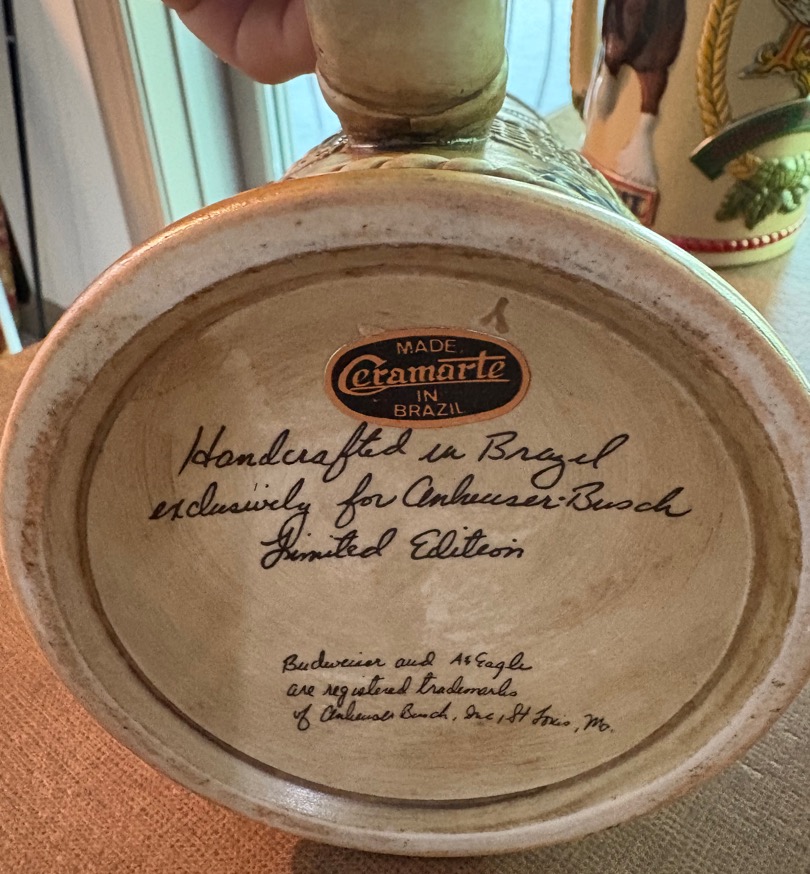 MADE
Ceramarte
IN
BRAZIL
Handcrafted in Brazil
exclusively for Anheuser-Busch
Limited Edition
Budweiser and A&Eagle
are registered trademarks
of Anheuser Busch, Inc, St Louis, Mo.